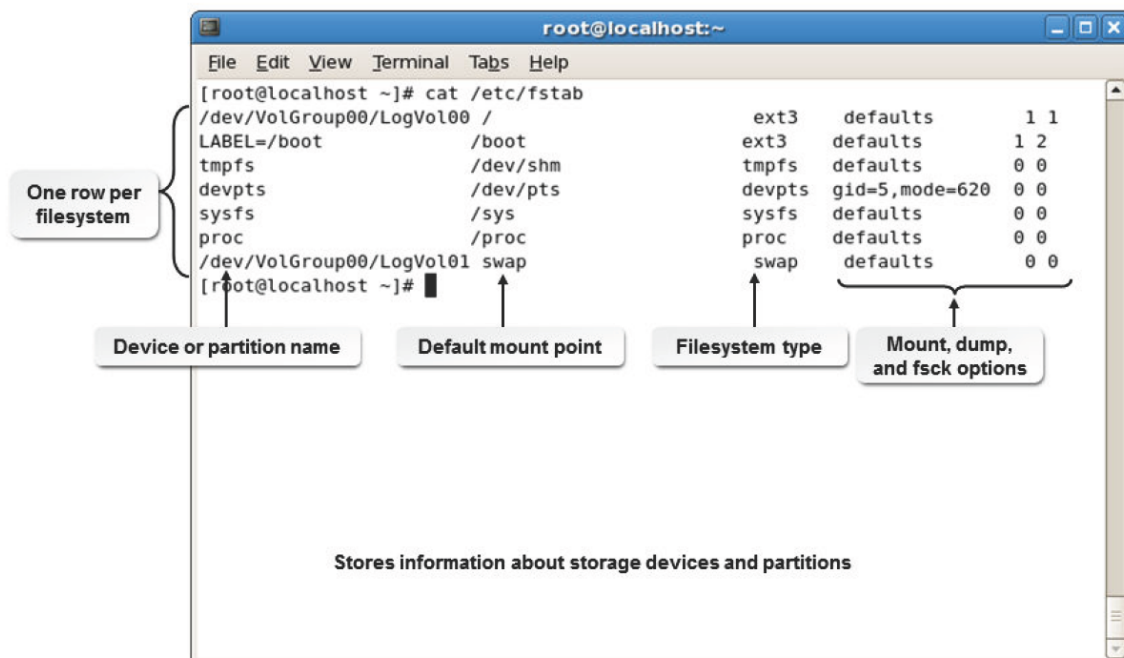 root@localhost:~
File Edit View Terminal Tabs Help
[root@localhost ~]# cat /etc/fstab
/dev/VolGroup00/LogVol00 / ext3 defaults 1 1
LABEL=/boot /boot ext3 defaults 1 2
tmpfs /dev/shm tmpfs defaults 0 0
devpts /dev/pts devpts gid=5,mode=620 0 0
sysfs /sys sysfs defaults 0 0
proc /proc proc defaults 0 0
/dev/VolGroup00/LogVol01 swap swap defaults 0 0
[root@localhost ~]#
One row per
filesystem
Device or partition name
Default mount point
Filesystem type
Mount, dump,
and fsck options
Stores information about storage devices and partitions